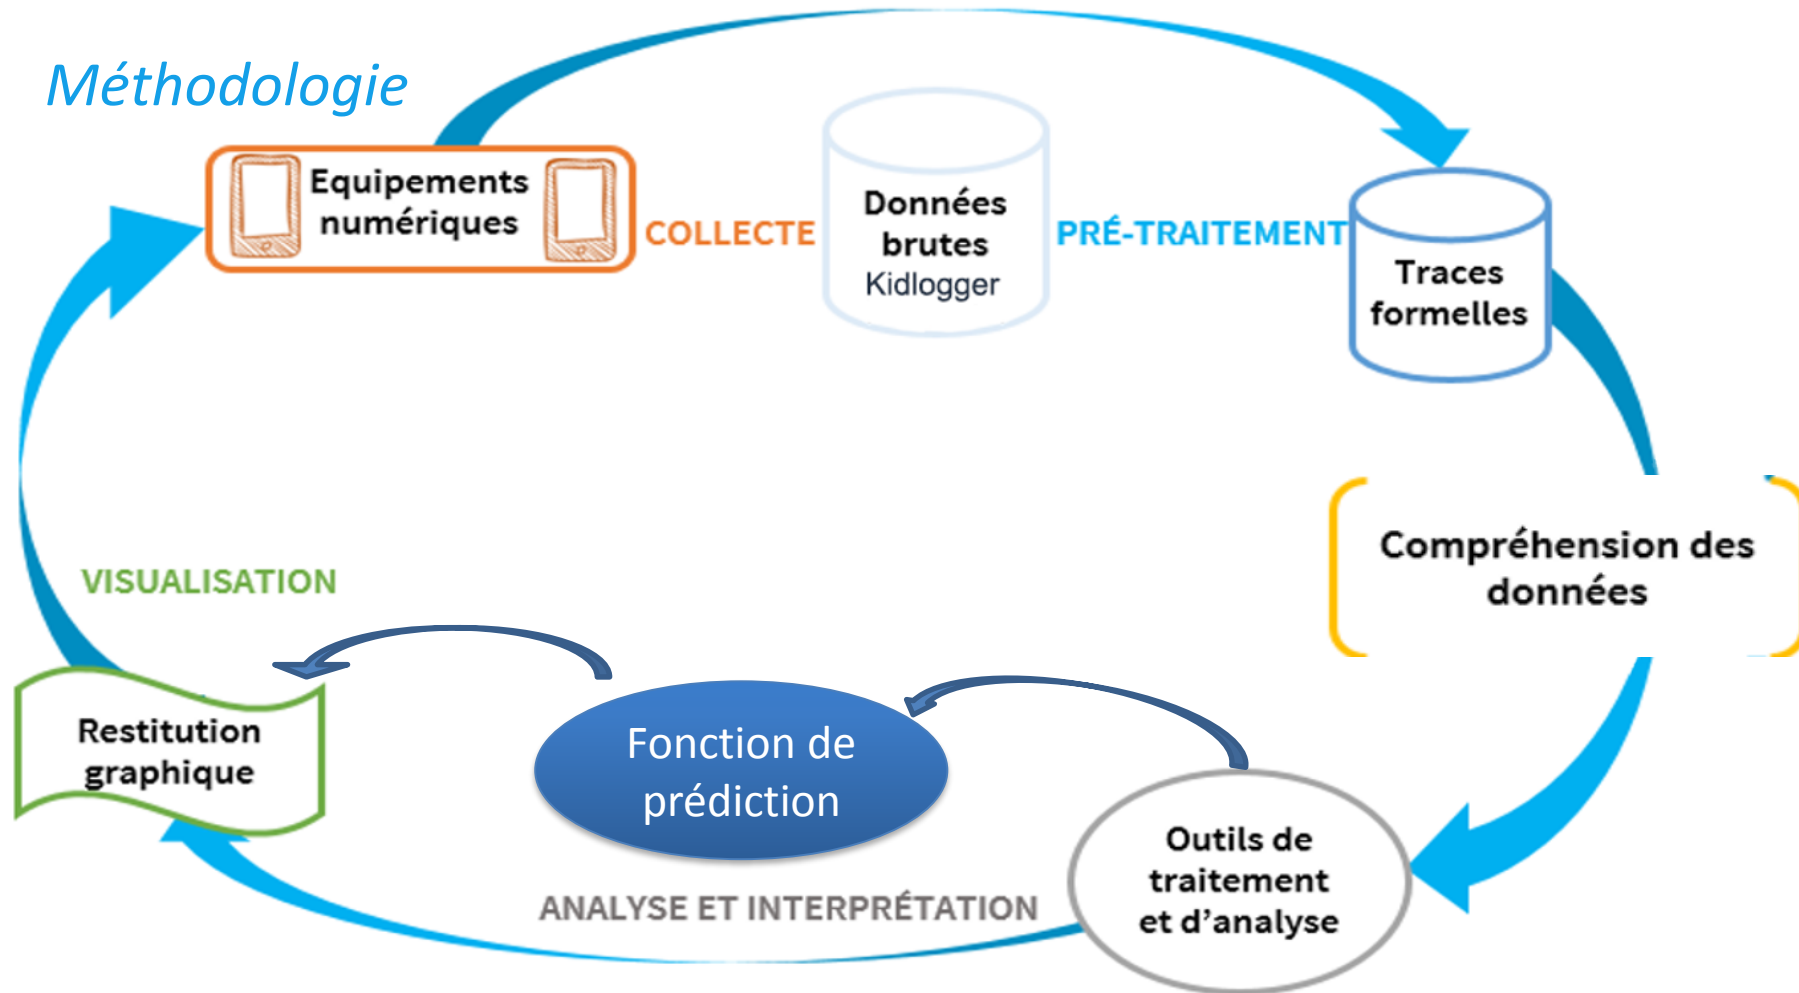 Méthodologie
Equipements
numériques
COLLECTE
Données
brutes
Kidlogger
PRÉ-TRAITEMENT
Traces
formelles
Compréhension des
données
VISUALISATION
Restitution
graphique
Fonction de
prédiction
Outils de
traitement
et d'analyse
ANALYSE ET INTERPRÉTATION